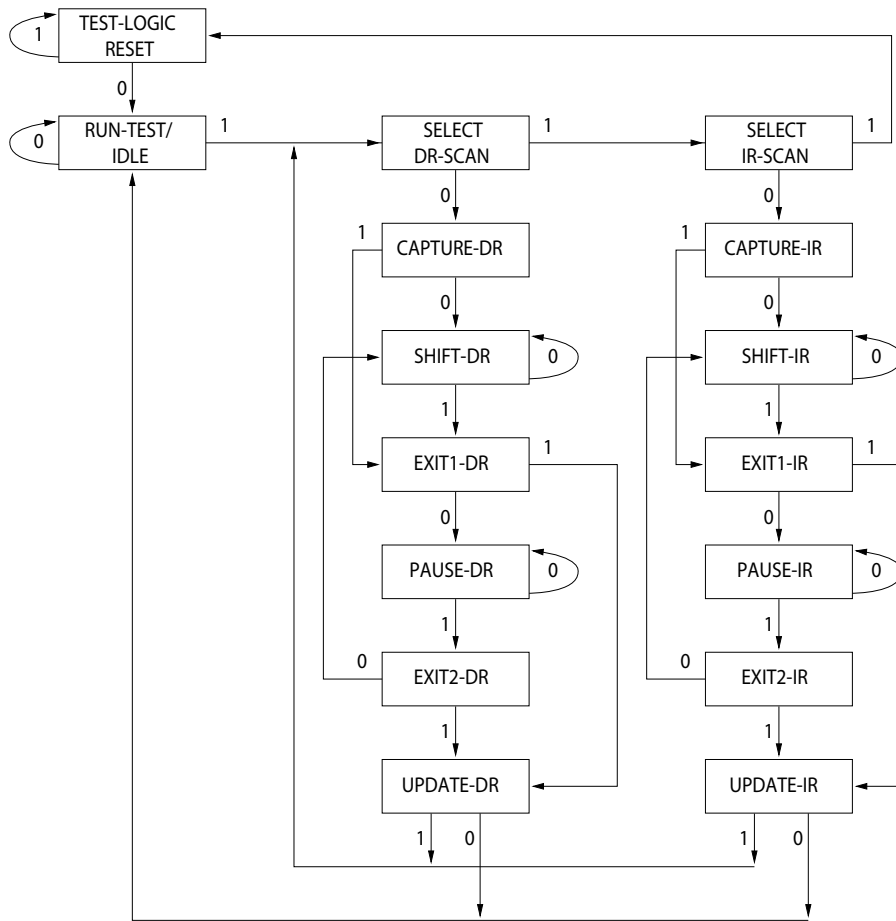 TEST-LOGIC
RESET
1
0
RUN-TEST/
IDLE
0
1
SELECT
DR-SCAN
1
SELECT
IR-SCAN
1
0
0
1
CAPTURE-DR
1
CAPTURE-IR
0
0
SHIFT-DR
0
SHIFT-IR
0
1
1
EXIT1-DR
1
EXIT1-IR
1
0
0
PAUSE-DR
0
PAUSE-IR
0
1
1
0
EXIT2-DR
0
EXIT2-IR
1
1
UPDATE-DR
UPDATE-IR
1
0
1
0